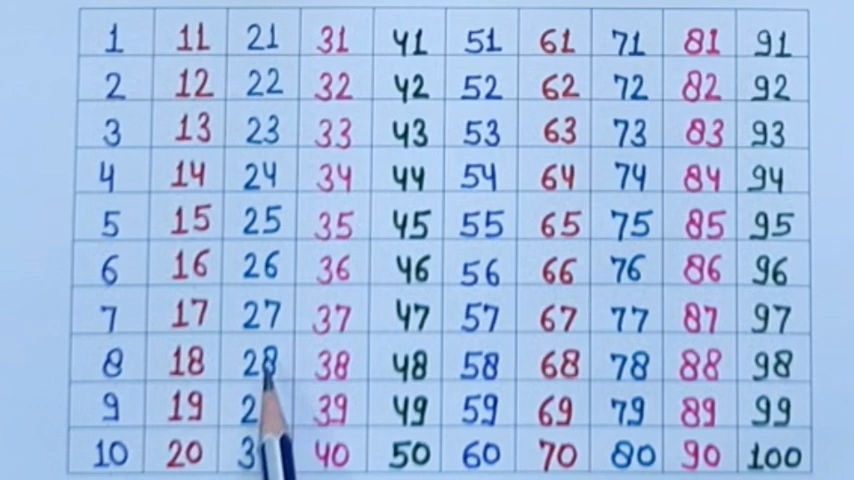 1 11 21 31 41 51 61 71 81 91
2 12 22 32 42 52 62 72 82 92
3 13 23 33 43 53 63 73 83 93
4 14 24 34 44 54 64 74 84 94
5 15 25 35 45 55 65 75 85 95
6 16 26 36 46 56 66 76 86 96
7 17 27 37 47 57 67 77 87 97
8 18 28 38 48 58 68 78 88 98
9 19 39 49 59 69 79 89 99
10 20 40 50 60 70 80 90 100